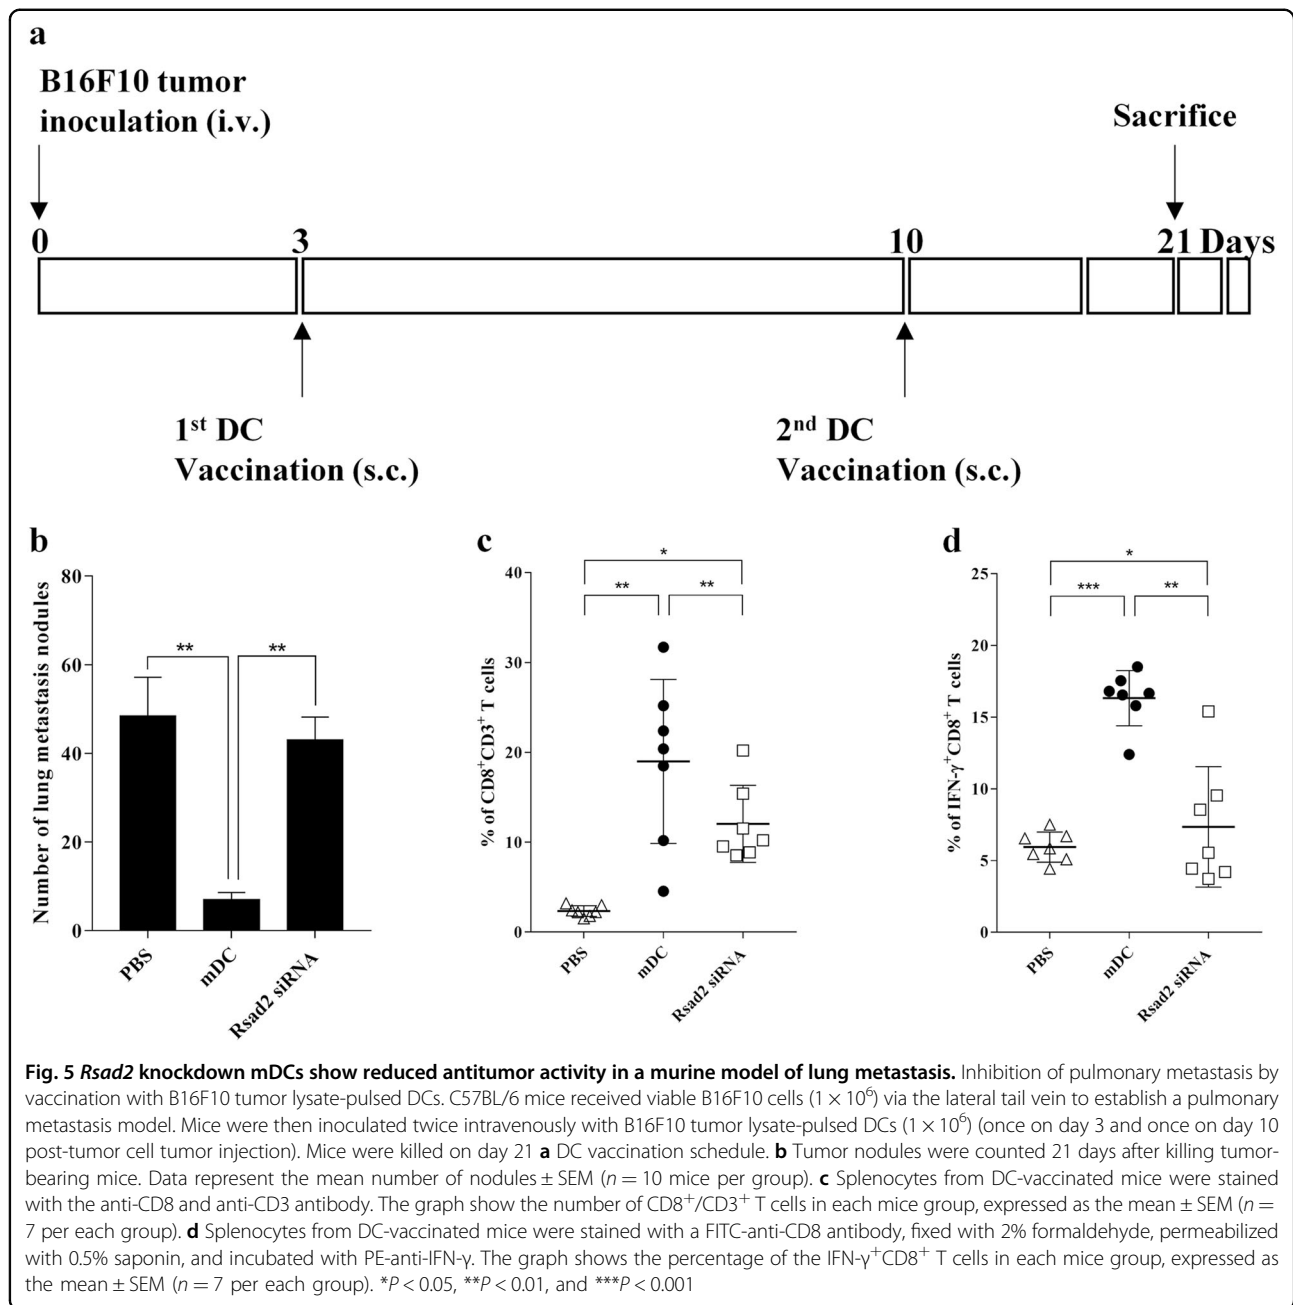 a
B16F10 tumor
inoculation (i.v.)
Sacrifice
0 3 10 21 Days
1st DC
Vaccination (s.c.)
2nd DC
Vaccination (s.c.)
b
Number of lung metastasis nodules
80
60
40
20
0
** **
PBS
mDC
Rsad2 siRNA
c
% of CD8+CD3+ T cells
40
30
20
10
0
*
** **
PBS
mDC
Rsad2 siRNA
d
% of IFN-γ+CD8+ T cells
25
20
15
10
5
0
*
*** **
PBS
mDC
Rsad2 siRNA
Fig. 5 Rsad2 knockdown mDCs show reduced antitumor activity in a murine model of lung metastasis. Inhibition of pulmonary metastasis by
vaccination with B16F10 tumor lysate-pulsed DCs. C57BL/6 mice received viable B16F10 cells (1 × 10⁶) via the lateral tail vein to establish a pulmonary
metastasis model. Mice were then inoculated twice intravenously with B16F10 tumor lysate-pulsed DCs (1 × 10⁶) (once on day 3 and once on day 10
post-tumor cell tumor injection). Mice were killed on day 21 a DC vaccination schedule. b Tumor nodules were counted 21 days after killing tumor-
bearing mice. Data represent the mean number of nodules ± SEM (n = 10 mice per group). c Splenocytes from DC-vaccinated mice were stained
with the anti-CD8 and anti-CD3 antibody. The graph show the number of CD8+/CD3+ T cells in each mice group, expressed as the mean ± SEM (n =
7 per each group). d Splenocytes from DC-vaccinated mice were stained with a FITC-anti-CD8 antibody, fixed with 2% formaldehyde, permeabilized
with 0.5% saponin, and incubated with PE-anti-IFN-γ. The graph shows the percentage of the IFN-γ+CD8+ T cells in each mice group, expressed as
the mean ± SEM (n = 7 per each group). *P < 0.05, **P < 0.01, and ***P < 0.001